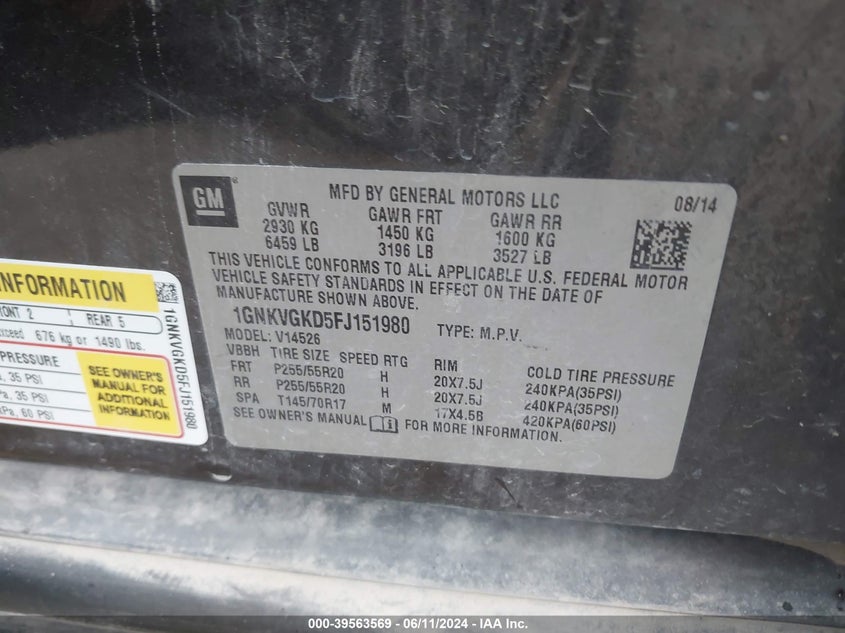 GM
MFD BY GENERAL MOTORS LLC
08/14
GVWR GAWR FRT GAWR RR
2930 KG 1450 KG 1600 KG
6459 LB 3196 LB 3527 LB
THIS VEHICLE CONFORMS TO ALL APPLICABLE U.S. FEDERAL MOTOR
VEHICLE SAFETY STANDARDS IN EFFECT ON THE DATE OF
MANUFACTURE SHOWN ABOVE.
1GNKVGKD5FJ151980 TYPE: M.P.V.
MODEL: V14526
VBBH TIRE SIZE SPEED RTG RIM COLD TIRE PRESSURE
FRT P255/55R20 H 20X7.5J 240KPA(35PSI)
RR P255/55R20 H 20X7.5J 240KPA(35PSI)
SPA T145/70R17 M 17X4.5B 420KPA(60PSI)
SEE OWNER'S MANUAL FOR MORE INFORMATION.
INFORMATION
2 REAR 5
exceed 676 kg or 1490 lbs.
PRESSURE
35 PSI
35 PSI
60 PSI
SEE OWNER'S
MANUAL FOR
ADDITIONAL
INFORMATION
1GNKVGKD5FJ151980
000-39563569 - 06/11/2024 - IAA Inc.